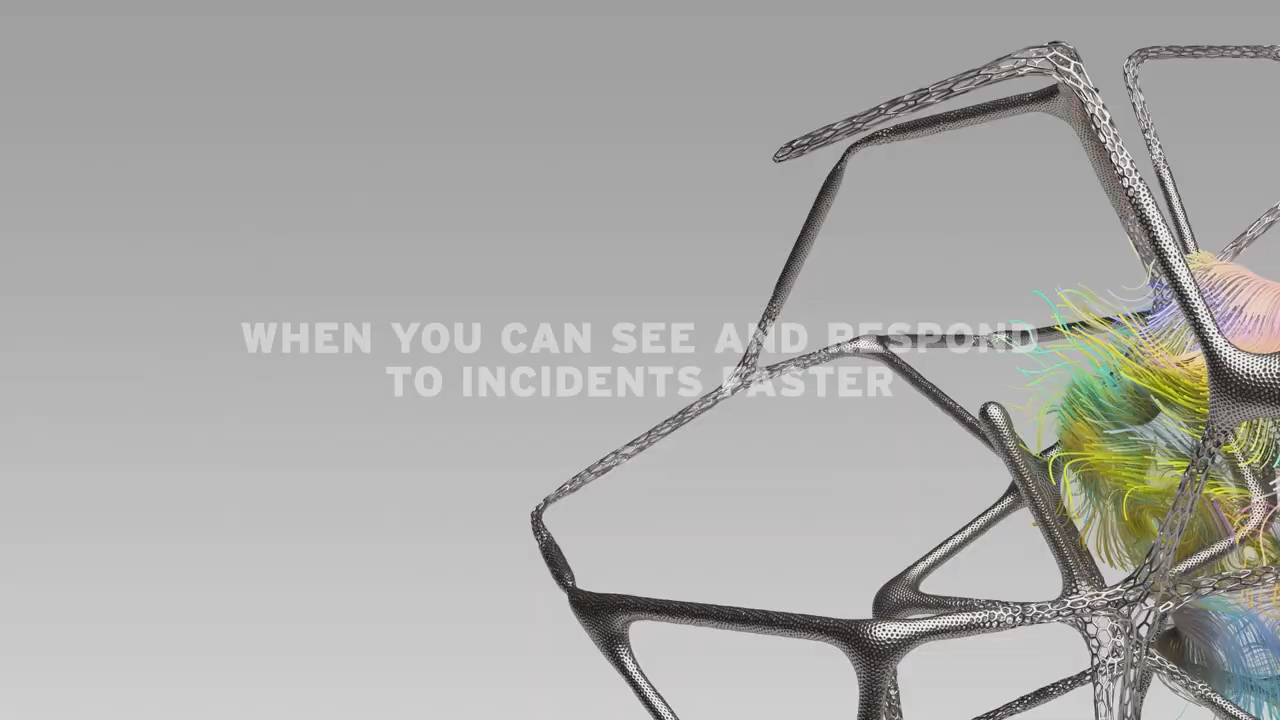 WHEN YOU CAN SEE AND RESPOND
TO INCIDENTS FASTER